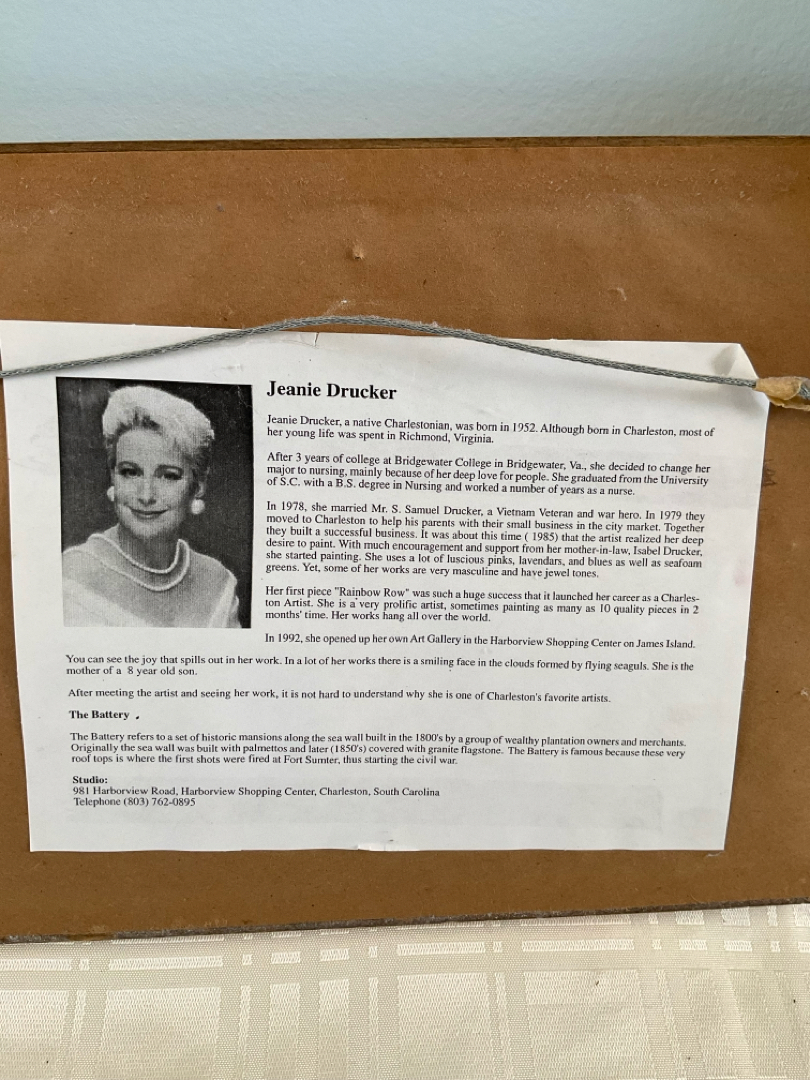 Jeanie Drucker
Jeanie Drucker, a native Charlestonian, was born in 1952. Although born in Charleston, most of
her young life was spent in Richmond, Virginia.
After 3 years of college at Bridgewater College in Bridgewater, Va., she decided to change her
major to nursing, mainly because of her deep love for people. She graduated from the University
of S.C. with a B.S. degree in Nursing and worked a number of years as a nurse.
In 1978, she married Mr. S. Samuel Drucker, a Vietnam Veteran and war hero. In 1979 they
moved to Charleston to help his parents with their small business in the city market. Together
they built a successful business. It was about this time ( 1985) that the artist realized her deep
desire to paint. With much encouragement and support from her mother-in-law, Isabel Drucker,
she started painting. She uses a lot of luscious pinks, lavendars, and blues as well as seafoam
greens. Yet, some of her works are very masculine and have jewel tones.
Her first piece "Rainbow Row" was such a huge success that it launched her career as a Charles-
ton Artist. She is a very prolific artist, sometimes painting as many as 10 quality pieces in 2
months' time. Her works hang all over the world.
In 1992, she opened up her own Art Gallery in the Harborview Shopping Center on James Island.
You can see the joy that spills out in her work. In a lot of her works there is a smiling face in the clouds formed by flying seaguls. She is the
mother of a 8 year old son.
After meeting the artist and seeing her work, it is not hard to understand why she is one of Charleston's favorite artists.
The Battery .
The Battery refers to a set of historic mansions along the sea wall built in the 1800's by a group of wealthy plantation owners and merchants.
Originally the sea wall was built with palmettos and later (1850's) covered with granite flagstone. The Battery is famous because these very
roof tops is where the first shots were fired at Fort Sumter, thus starting the civil war.
Studio:
981 Harborview Road, Harborview Shopping Center, Charleston, South Carolina
Telephone (803) 762-0895